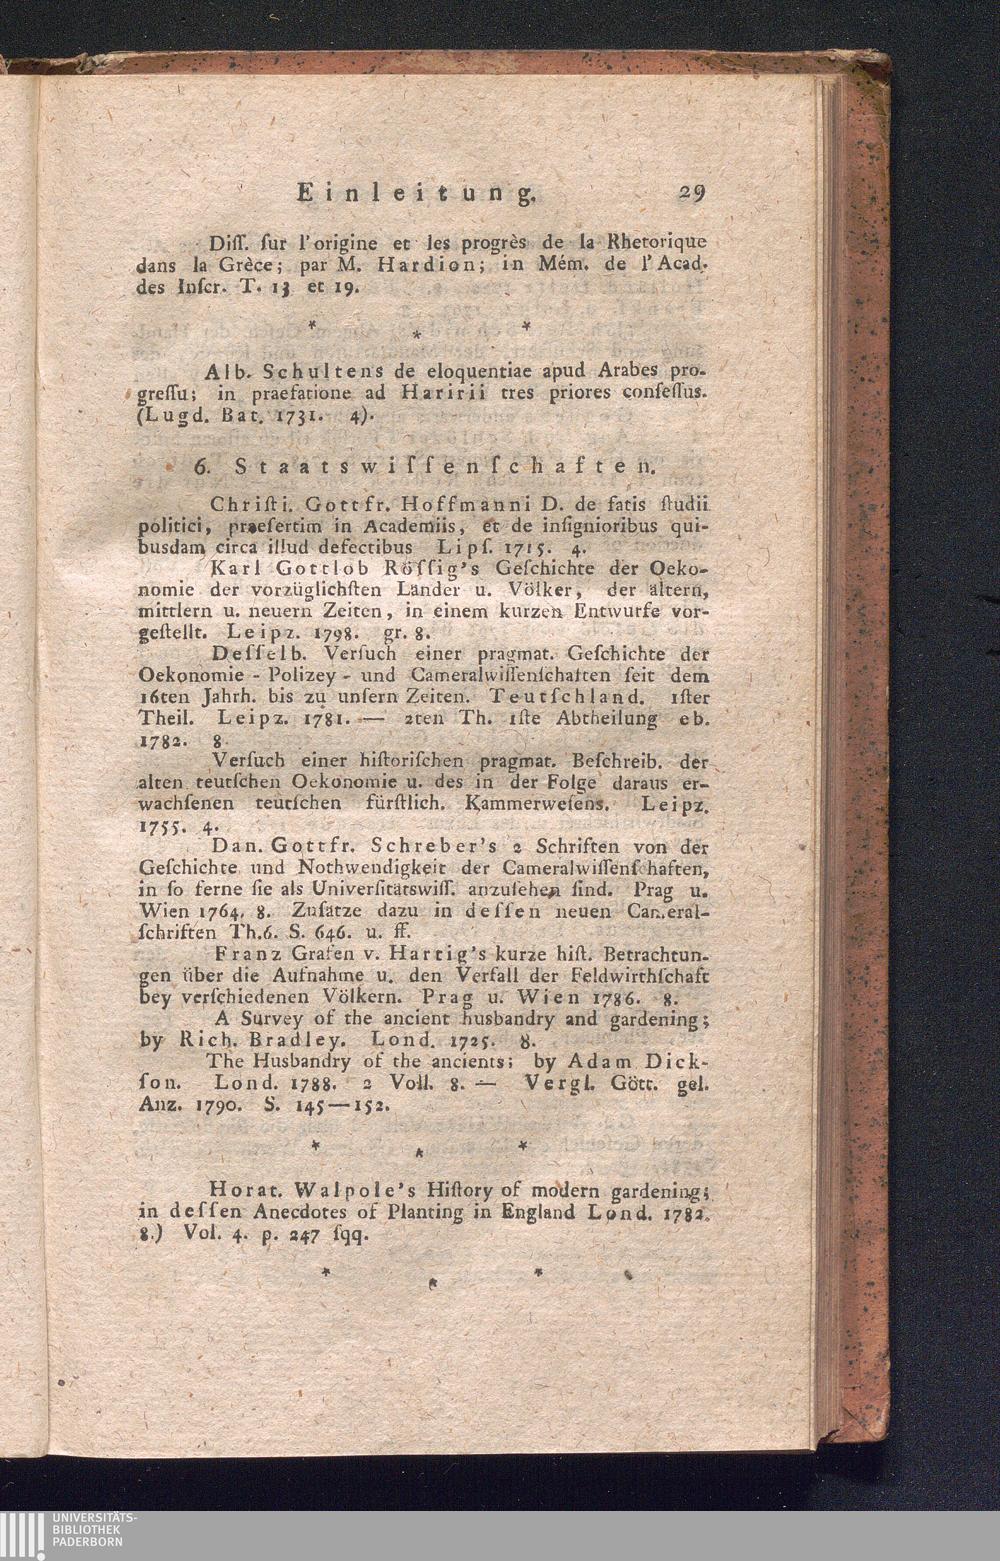 Einleitung. 29
Diſſ. ſur l'origine et les progrès de la Rhetorique
dans la Grèce; par M. Hardion; in Mém. de l'Acad.
des Inſcr. T. 13 et 19.
* * *
Alb. Schultens de eloquentiae apud Arabes pro-
greſſu; in praefatione ad Haririi tres priores conſeſſus.
(Lugd. Bat. 1731. 4).
6. Staatswiſſenſchaften.
Chriſti. Gottfr. Hoffmanni D. de fatis ſtudii
politici, praeſertim in Academiis, et de inſignioribus qui-
busdam circa illud defectibus Lipſ. 1715. 4.
Karl Gottlob Röſſig's Geſchichte der Oeko-
nomie der vorzüglichſten Länder u. Völker, der ältern,
mittlern u. neuern Zeiten, in einem kurzen Entwurfe vor-
geſtellt. Leipz. 1798. gr. 8.
Deſſelb. Verſuch einer pragmat. Geſchichte der
Oekonomie - Polizey - und Cameralwiſſenſchaften ſeit dem
16ten Jahrh. bis zu unſern Zeiten. Teutſchland. 1ſter
Theil. Leipz. 1781. — 2ten Th. 1ſte Abtheilung eb.
1782. 8.
Verſuch einer hiſtoriſchen pragmat. Beſchreib. der
alten teutſchen Oekonomie u. des in der Folge daraus er-
wachſenen teutſchen fürſtlich. Kammerweſens. Leipz.
1755. 4.
Dan. Gottfr. Schreber's 2 Schriften von der
Geſchichte und Nothwendigkeit der Cameralwiſſenſchaften,
in ſo ferne ſie als Univerſitätswiſſ. anzuſehen ſind. Prag u.
Wien 1764. 8. Zuſätze dazu in deſſen neuen Cameral-
ſchriften Th.6. S. 646. u. ff.
Franz Grafen v. Hartig's kurze hiſt. Betrachtun-
gen über die Aufnahme u. den Verfall der Feldwirthſchaft
bey verſchiedenen Völkern. Prag u. Wien 1786. 8.
A Survey of the ancient husbandry and gardening;
by Rich. Bradley. Lond. 1725. 8.
The Husbandry of the ancients; by Adam Dick-
ſon. Lond. 1788. 2 Voll. 8. — Vergl. Gött. gel.
Anz. 1790. S. 145—152.
* * *
Horat. Walpole's Hiſtory of modern gardening;
in deſſen Anecdotes of Planting in England Lond. 1782.
8.) Vol. 4. p. 247 ſqq.
* * *
UNIVERSITÄTS-
BIBLIOTHEK
PADERBORN